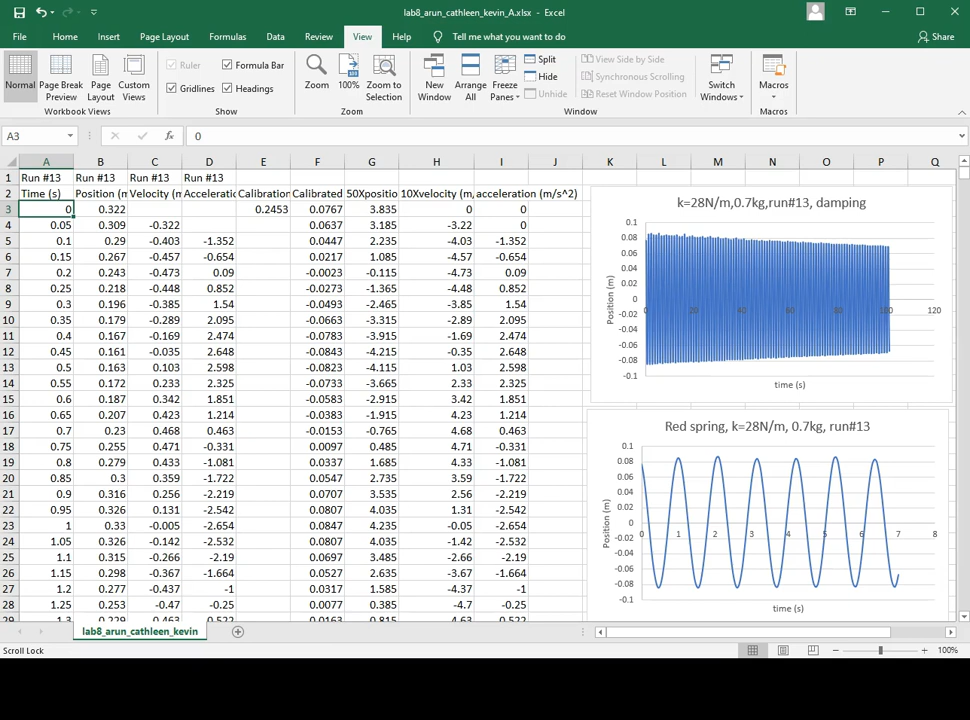 lab8_arun_cathleen_kevin_A.xlsx - Excel
File Home Insert Page Layout Formulas Data Review View Help Tell me what you want to do Share
Normal Page Break Preview Page Layout Custom Views
Workbook Views
Ruler Formula Bar
Gridlines Headings
Show
Zoom 100% Zoom to Selection
Zoom
New Window Arrange All Freeze Panes
Split
Hide
Unhide
View Side by Side
Synchronous Scrolling
Reset Window Position
Switch Windows
Window
Macros
Macros
A3 fx 0
A B C D E F G H I J K L M N O P Q
1 Run #13 Run #13 Run #13 Run #13
2 Time (s) Position (m Velocity (m Acceleratio Calibration Calibrated 50Xpositio 10Xvelocity (m, acceleration (m/s^2)
3 0 0.322 0.2453 0.0767 3.835 0 0
4 0.05 0.309 -0.322 0.0637 3.185 -3.22 0
5 0.1 0.29 -0.403 -1.352 0.0447 2.235 -4.03 -1.352
6 0.15 0.267 -0.457 -0.654 0.0217 1.085 -4.57 -0.654
7 0.2 0.243 -0.473 0.09 -0.0023 -0.115 -4.73 0.09
8 0.25 0.218 -0.448 0.852 -0.0273 -1.365 -4.48 0.852
9 0.3 0.196 -0.385 1.54 -0.0493 -2.465 -3.85 1.54
10 0.35 0.179 -0.289 2.095 -0.0663 -3.315 -2.89 2.095
11 0.4 0.167 -0.169 2.474 -0.0783 -3.915 -1.69 2.474
12 0.45 0.161 -0.035 2.648 -0.0843 -4.215 -0.35 2.648
13 0.5 0.163 0.103 2.598 -0.0823 -4.115 1.03 2.598
14 0.55 0.172 0.233 2.325 -0.0733 -3.665 2.33 2.325
15 0.6 0.187 0.342 1.851 -0.0583 -2.915 3.42 1.851
16 0.65 0.207 0.423 1.214 -0.0383 -1.915 4.23 1.214
17 0.7 0.23 0.468 0.463 -0.0153 -0.765 4.68 0.463
18 0.75 0.255 0.471 -0.331 0.0097 0.485 4.71 -0.331
19 0.8 0.279 0.433 -1.081 0.0337 1.685 4.33 -1.081
20 0.85 0.3 0.359 -1.722 0.0547 2.735 3.59 -1.722
21 0.9 0.316 0.256 -2.219 0.0707 3.535 2.56 -2.219
22 0.95 0.326 0.131 -2.542 0.0807 4.035 1.31 -2.542
23 1 0.33 -0.005 -2.654 0.0847 4.235 -0.05 -2.654
24 1.05 0.326 -0.142 -2.532 0.0807 4.035 -1.42 -2.532
25 1.1 0.315 -0.266 -2.19 0.0697 3.485 -2.66 -2.19
26 1.15 0.298 -0.367 -1.664 0.0527 2.635 -3.67 -1.664
27 1.2 0.277 -0.437 -1 0.0317 1.585 -4.37 -1
28 1.25 0.253 -0.47 -0.25 0.0077 0.385 -4.7 -0.25
29 1.3 0.229 -0.463 0.522 0.0163 0.815 4.63 0.522
k=28N/m,0.7kg,run#13, damping
0.1
0.08
0.06
0.04
0.02
0
-0.02
-0.04
-0.06
-0.08
-0.1
0 20 40 60 80 100 120
Position (m)
time (s)
Red spring, k=28N/m, 0.7kg, run#13
0.1
0.08
0.06
0.04
0.02
0
-0.02
-0.04
-0.06
-0.08
-0.1
0 1 2 3 4 5 6 7 8
Position (m)
time (s)
lab8_arun_cathleen_kevin
Scroll Lock 100%